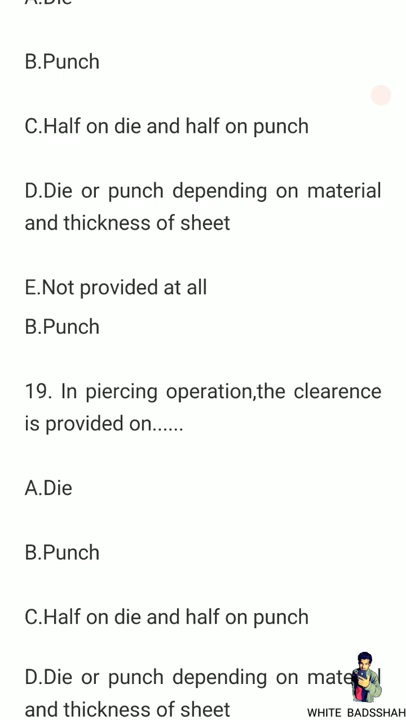 A.Die
B.Punch
C.Half on die and half on punch
D.Die or punch depending on material
and thickness of sheet
E.Not provided at all
B.Punch
19. In piercing operation,the clearence
is provided on......
A.Die
B.Punch
C.Half on die and half on punch
D.Die or punch depending on
and thickness of sheet
WHITE BADSSHAH